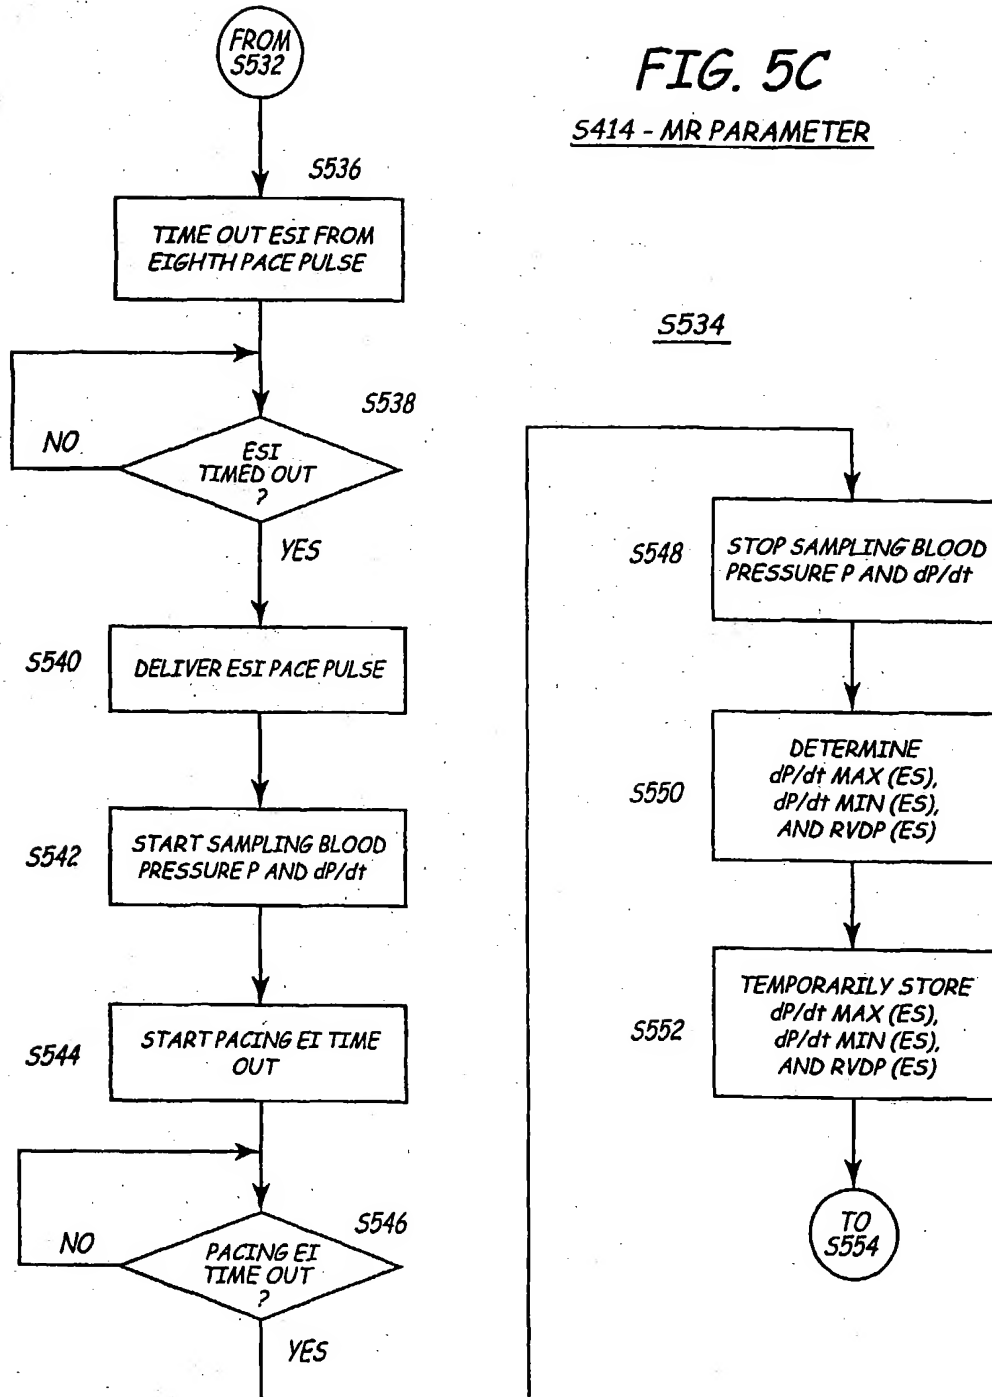 FROM
S532
FIG. 5C
S414 - MR PARAMETER
S536
TIME OUT ESI FROM
EIGHTH PACE PULSE
S534
S538
NO
ESI
TIMED OUT
?
YES
S540
DELIVER ESI PACE PULSE
S542
START SAMPLING BLOOD
PRESSURE P AND dP/dt
S544
START PACING EI TIME
OUT
S546
NO
PACING EI
TIME OUT
?
YES
S548
STOP SAMPLING BLOOD
PRESSURE P AND dP/dt
S550
DETERMINE
dP/dt MAX (ES),
dP/dt MIN (ES),
AND RVDP (ES)
S552
TEMPORARILY STORE
dP/dt MAX (ES),
dP/dt MIN (ES),
AND RVDP (ES)
TO
S554